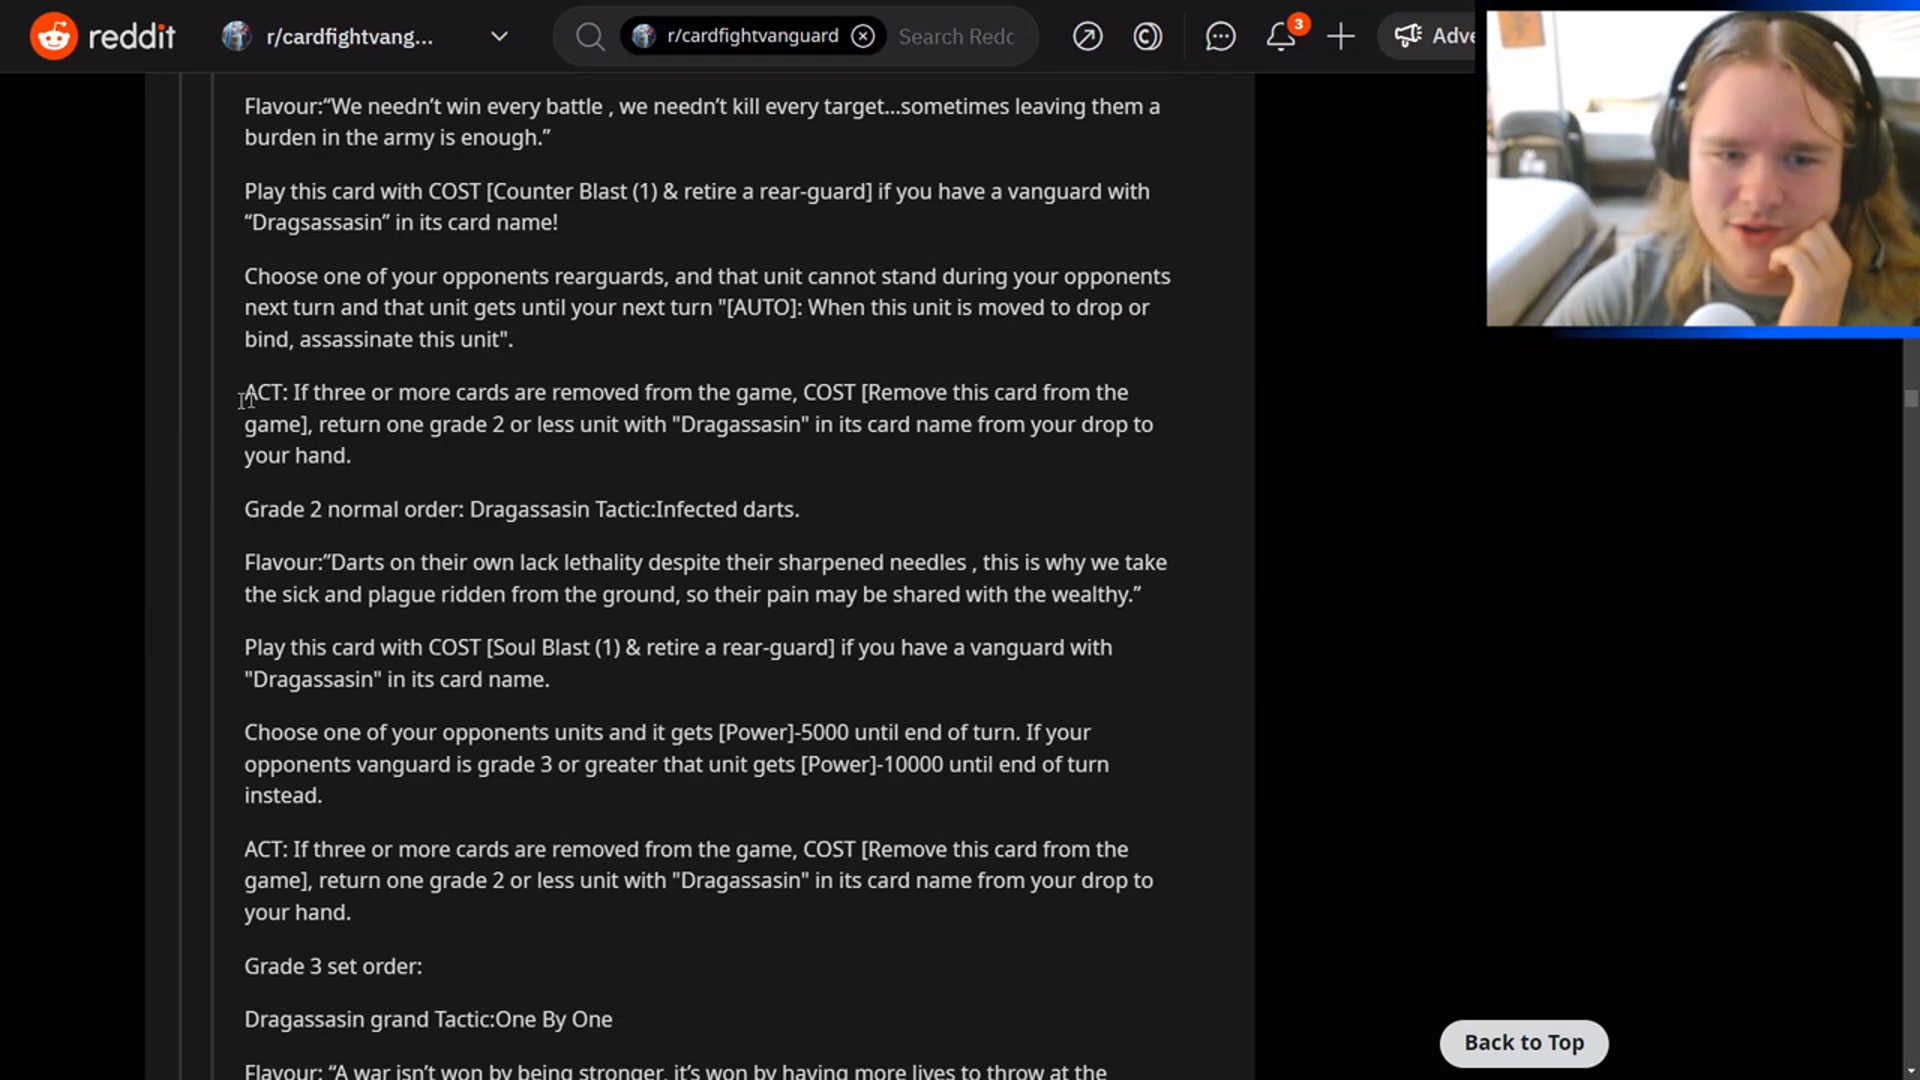 reddit
r/cardfightvang...
r/cardfightvanguard
Search Redc
3
Adve
Flavour:“We needn’t win every battle , we needn’t kill every target...sometimes leaving them a
burden in the army is enough.”
Play this card with COST [Counter Blast (1) & retire a rear-guard] if you have a vanguard with
“Dragsassasin” in its card name!
Choose one of your opponents rearguards, and that unit cannot stand during your opponents
next turn and that unit gets until your next turn "[AUTO]: When this unit is moved to drop or
bind, assassinate this unit".
ACT: If three or more cards are removed from the game, COST [Remove this card from the
game], return one grade 2 or less unit with "Dragassasin" in its card name from your drop to
your hand.
Grade 2 normal order: Dragassasin Tactic:Infected darts.
Flavour:”Darts on their own lack lethality despite their sharpened needles , this is why we take
the sick and plague ridden from the ground, so their pain may be shared with the wealthy.”
Play this card with COST [Soul Blast (1) & retire a rear-guard] if you have a vanguard with
"Dragassasin" in its card name.
Choose one of your opponents units and it gets [Power]-5000 until end of turn. If your
opponents vanguard is grade 3 or greater that unit gets [Power]-10000 until end of turn
instead.
ACT: If three or more cards are removed from the game, COST [Remove this card from the
game], return one grade 2 or less unit with "Dragassasin" in its card name from your drop to
your hand.
Grade 3 set order:
Dragassasin grand Tactic:One By One
Flavour: “A war isn’t won by being stronger, it’s won by having more lives to throw at the
Back to Top